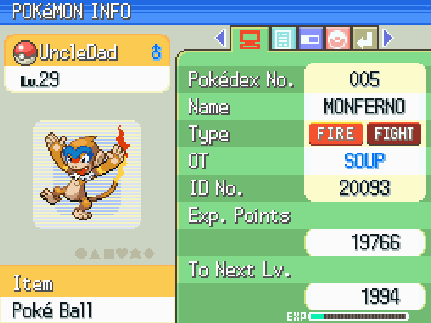 POKéMON INFO
UnclaDad ♂
Lv.29
Item
Poké Ball
Pokédex No. 005
Name MONFERNO
Type FIRE FIGHT
OT SOUP
ID No. 20093
Exp. Points
19766
To Next Lv.
1994
EXP